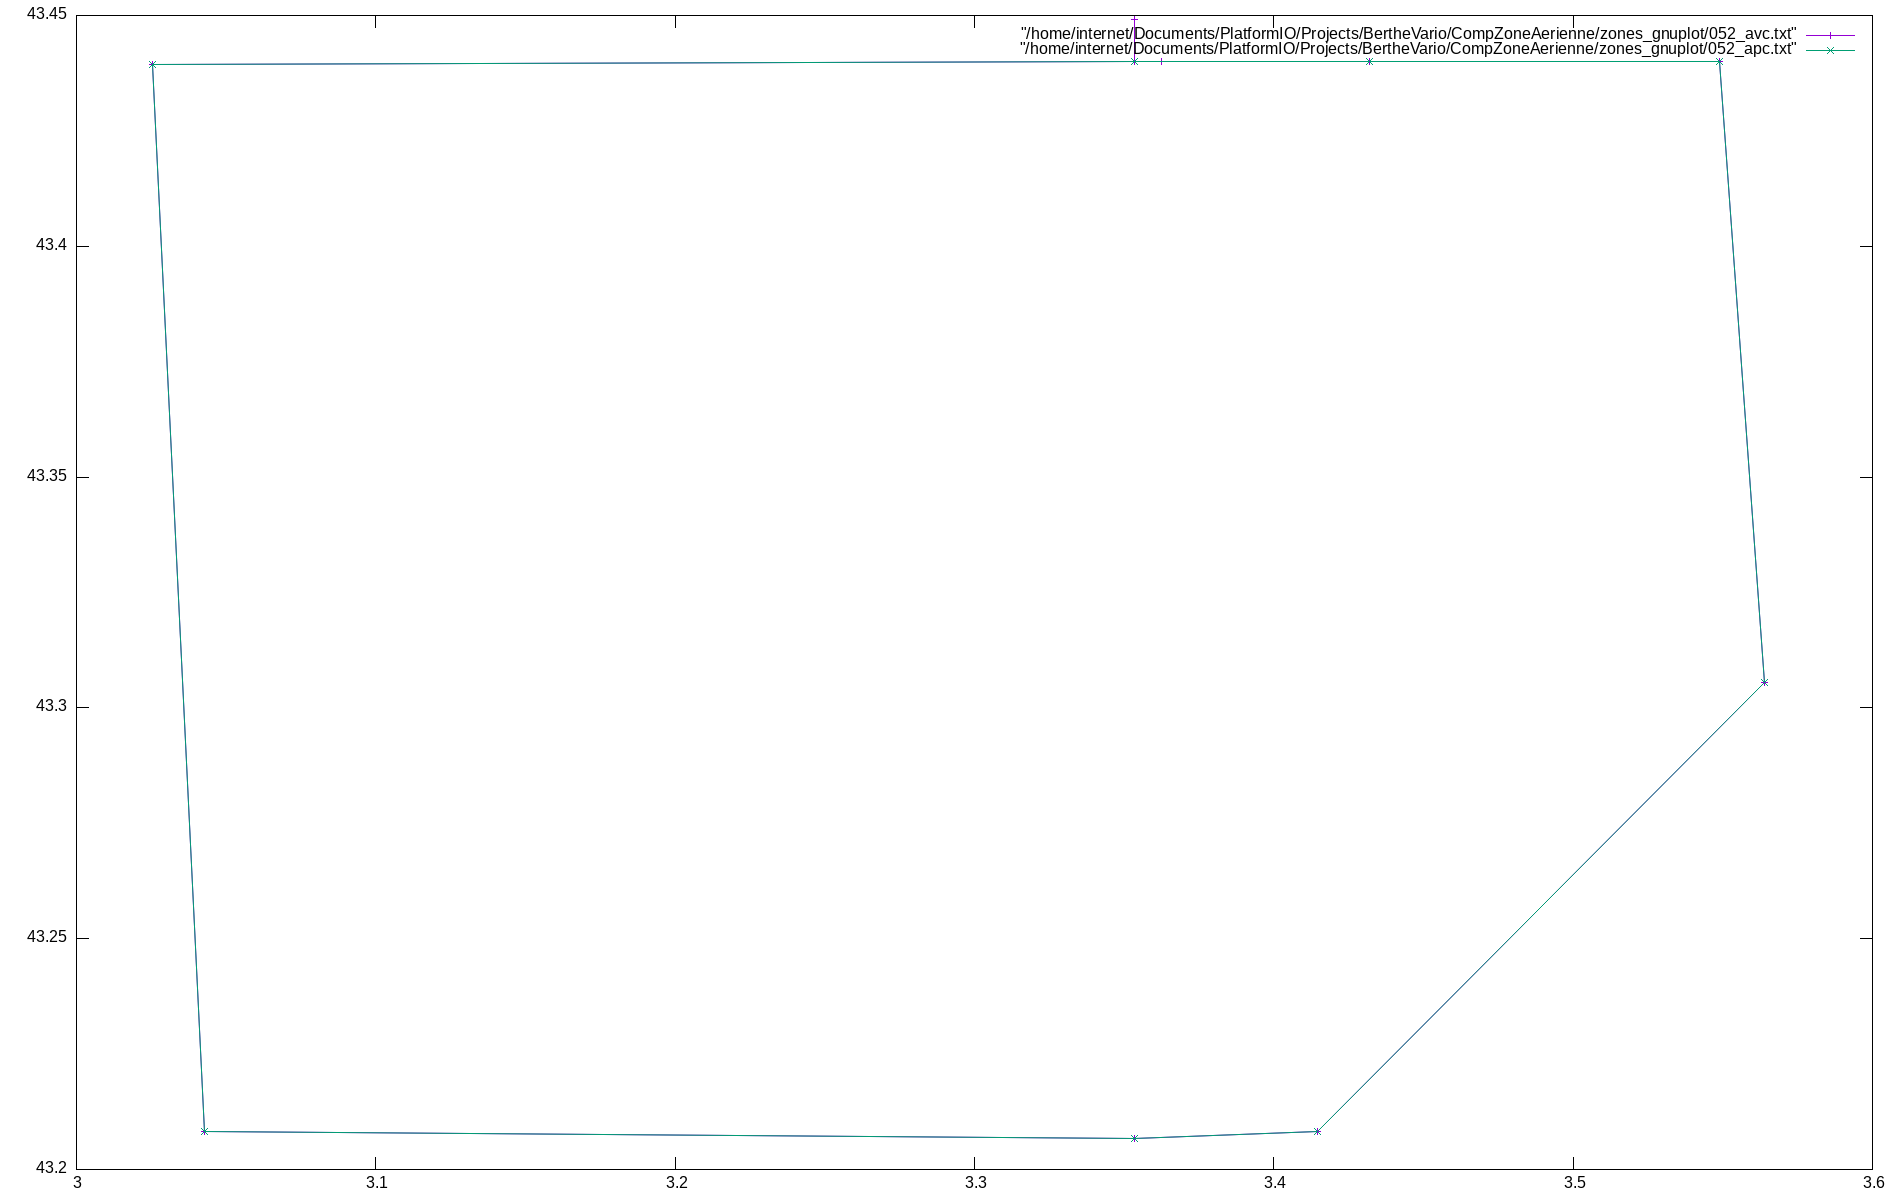 43.45
"/home/internet/Documents/PlatformIO/Projects/BertheVario/CompZoneAerienne/zones_gnuplot/052_avc.txt"
"/home/internet/Documents/PlatformIO/Projects/BertheVario/CompZoneAerienne/zones_gnuplot/052_apc.txt"
43.4
43.35
43.3
43.25
43.2
3 3.1 3.2 3.3 3.4 3.5 3.6